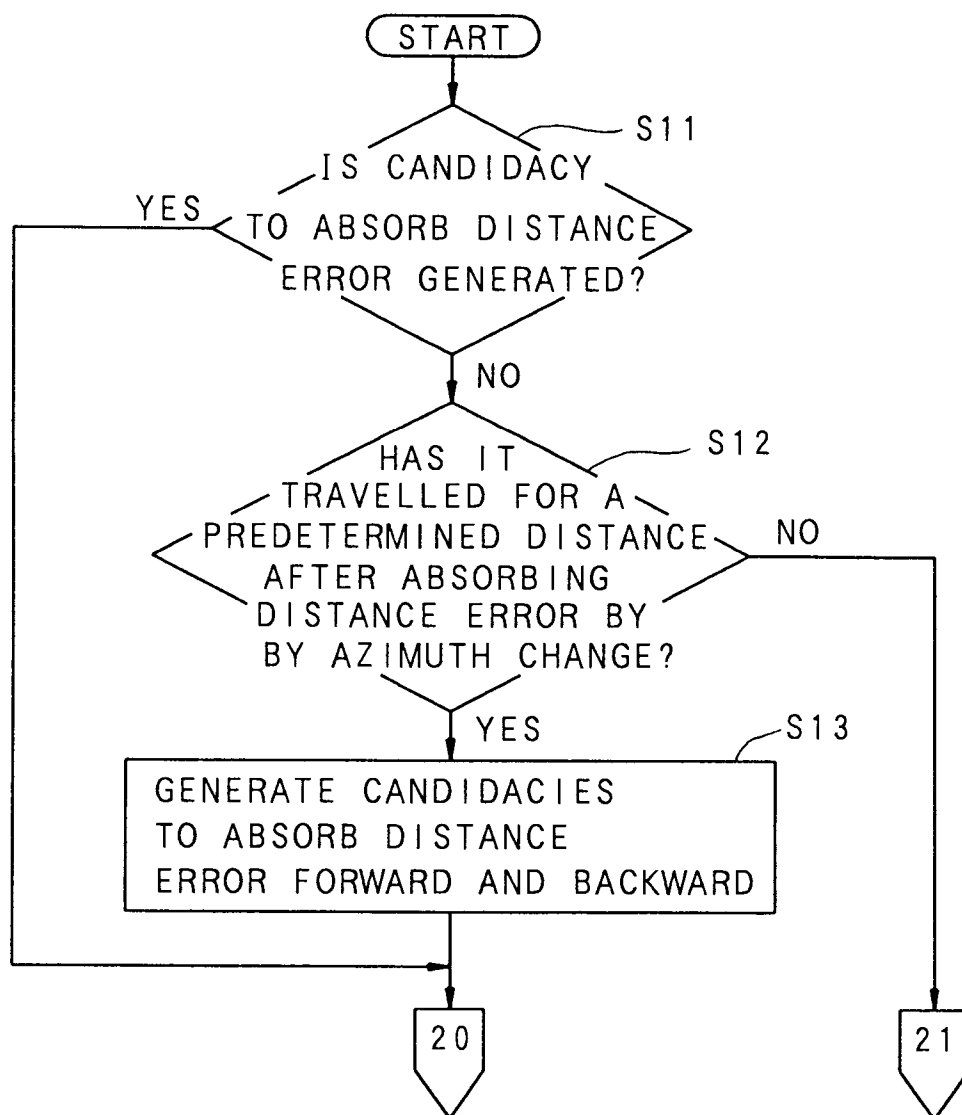 START
S11
IS CANDIDACY
YES
TO ABSORB DISTANCE
ERROR GENERATED?
NO
S12
HAS IT
TRAVELLED FOR A
PREDETERMINED DISTANCE
NO
AFTER ABSORBING
DISTANCE ERROR BY
BY AZIMUTH CHANGE?
YES
S13
GENERATE CANDIDACIES
TO ABSORB DISTANCE
ERROR FORWARD AND BACKWARD
20
21